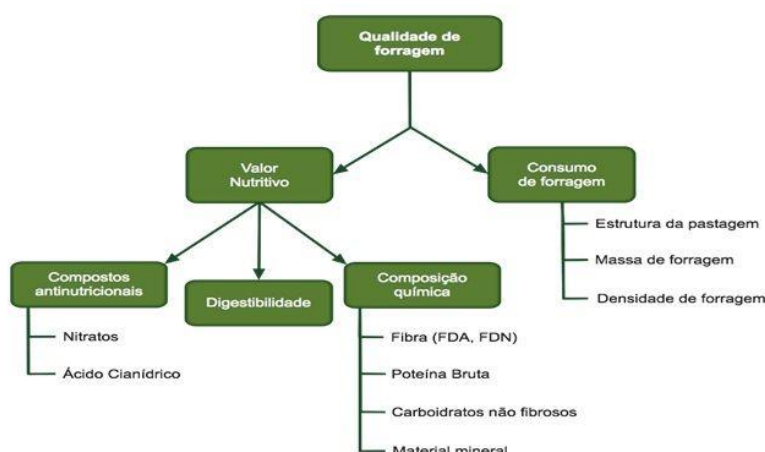 Qualidade de
forragem
Valor
Nutritivo
Consumo
de forragem
Estrutura da pastagem
Massa de forragem
Densidade de forragem
Compostos
antinutricionais
Digestibilidade
Composição
química
Nitratos
Ácido Cianídrico
Fibra (FDA, FDN)
Poteína Bruta
Carboidratos não fibrosos
Material mineral